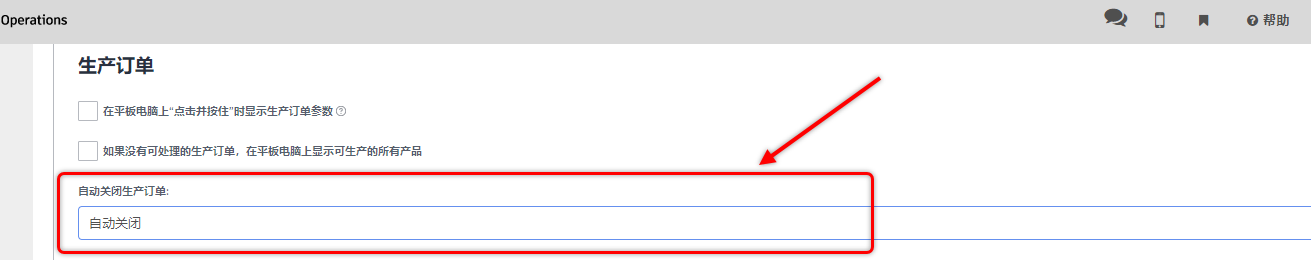 Operations
帮助
生产订单
在平板电脑上“点击并按住”时显示生产订单参数
如果没有可处理的生产订单，在平板电脑上显示可生产的所有产品
自动关闭生产订单:
自动关闭